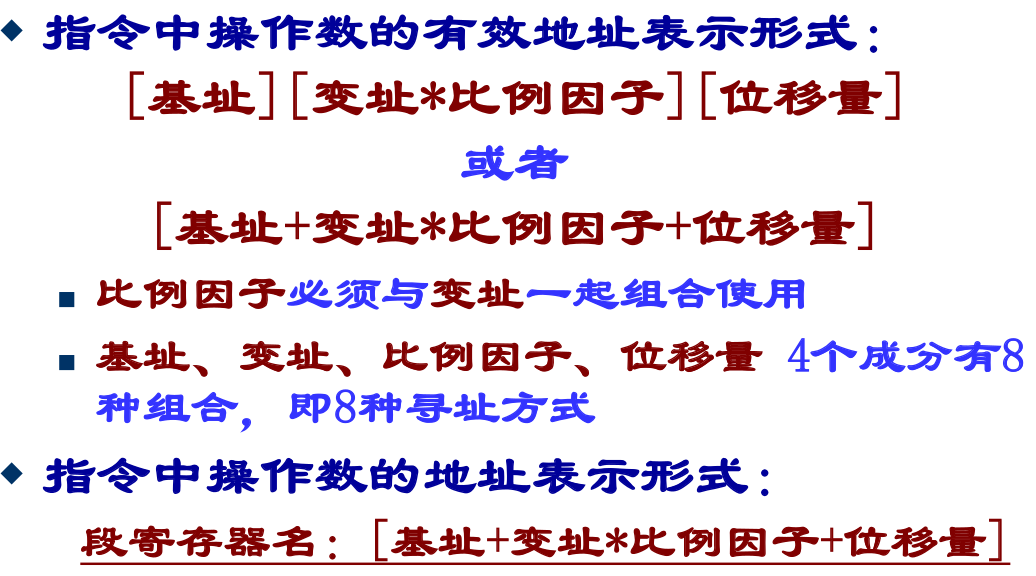 指令中操作数的有效地址表示形式：
[基址][变址*比例因子][位移量]
或者
[基址+变址*比例因子+位移量]
比例因子必须与变址一起组合使用
基址、变址、比例因子、位移量 4个成分有8
种组合，即8种寻址方式
指令中操作数的地址表示形式：
段寄存器名：[基址+变址*比例因子+位移量]